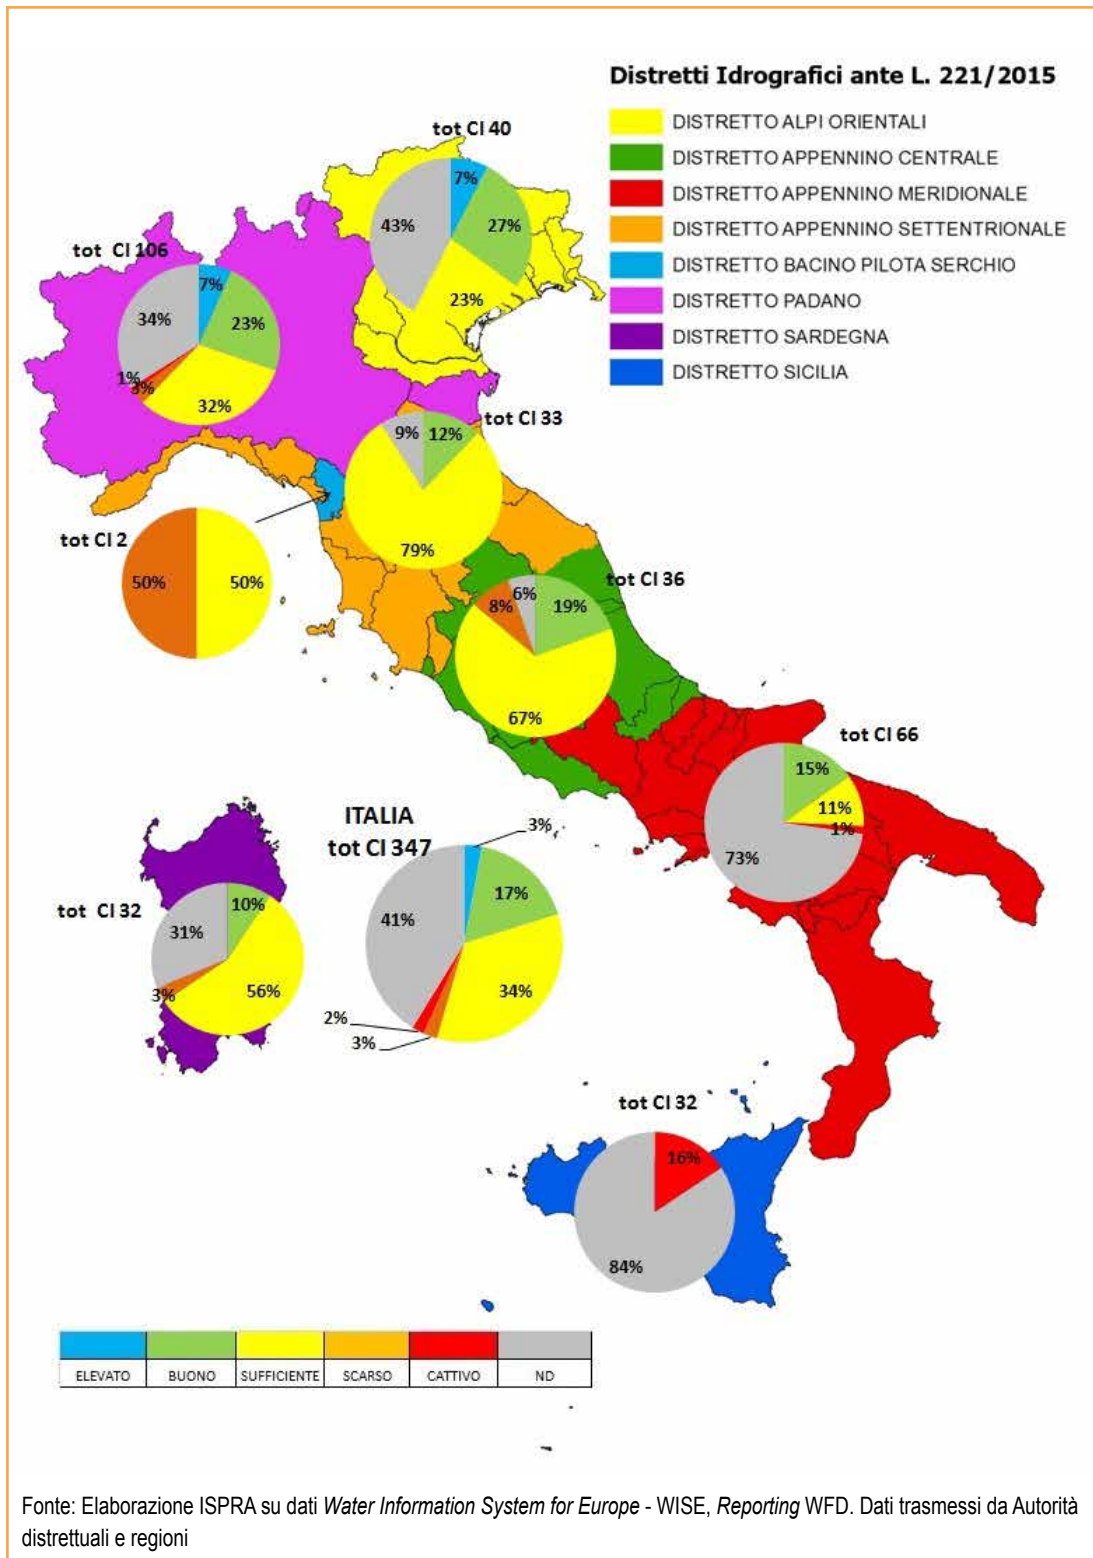 Distretti Idrografici ante L. 221/2015
DISTRETTO ALPI ORIENTALI
DISTRETTO APPENNINO CENTRALE
DISTRETTO APPENNINO MERIDIONALE
DISTRETTO APPENNINO SETTENTRIONALE
DISTRETTO BACINO PILOTA SERCHIO
DISTRETTO PADANO
DISTRETTO SARDEGNA
DISTRETTO SICILIA
tot CI 40
7%
27%
23%
43%
tot CI 106
7%
23%
32%
3%
1%
34%
tot CI 33
12%
79%
9%
tot CI 2
50%
50%
tot CI 36
19%
67%
8%
6%
tot CI 66
15%
11%
1%
73%
ITALIA
tot CI 347
3%
17%
34%
3%
2%
41%
tot CI 32
10%
56%
3%
31%
tot CI 32
16%
84%
ELEVATO
BUONO
SUFFICIENTE
SCARSO
CATTIVO
ND
Fonte: Elaborazione ISPRA su dati Water Information System for Europe - WISE, Reporting WFD. Dati trasmessi da Autorità
distrettuali e regioni